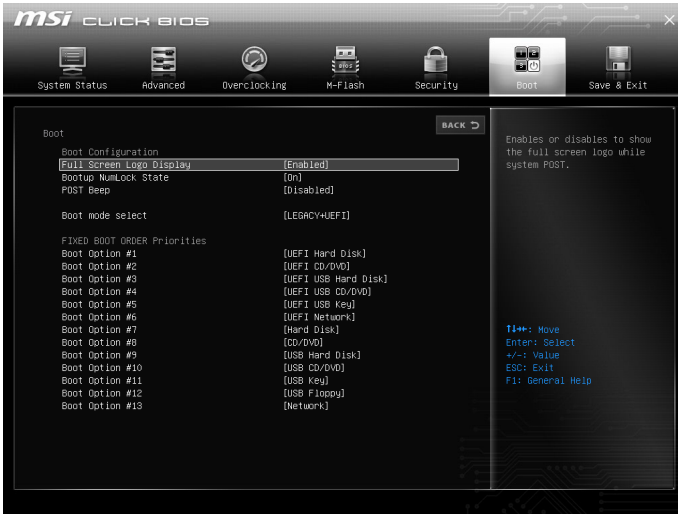 msi CLICK BIOS
System Status Advanced Overclocking M-Flash Security Boot Save & Exit
BACK
Boot
Boot Configuration
Full Screen Logo Display [Enabled]
Bootup NumLock State [On]
POST Beep [Disabled]
Boot mode select [LEGACY+UEFI]
FIXED BOOT ORDER Priorities
Boot Option #1 [UEFI Hard Disk]
Boot Option #2 [UEFI CD/DVD]
Boot Option #3 [UEFI USB Hard Disk]
Boot Option #4 [UEFI USB CD/DVD]
Boot Option #5 [UEFI USB Key]
Boot Option #6 [UEFI Network]
Boot Option #7 [Hard Disk]
Boot Option #8 [CD/DVD]
Boot Option #9 [USB Hard Disk]
Boot Option #10 [USB CD/DVD]
Boot Option #11 [USB Key]
Boot Option #12 [USB Floppy]
Boot Option #13 [Network]
Enables or disables to show
the full screen logo while
system POST.
↑↓→←: Move
Enter: Select
+/-: Value
ESC: Exit
F1: General Help